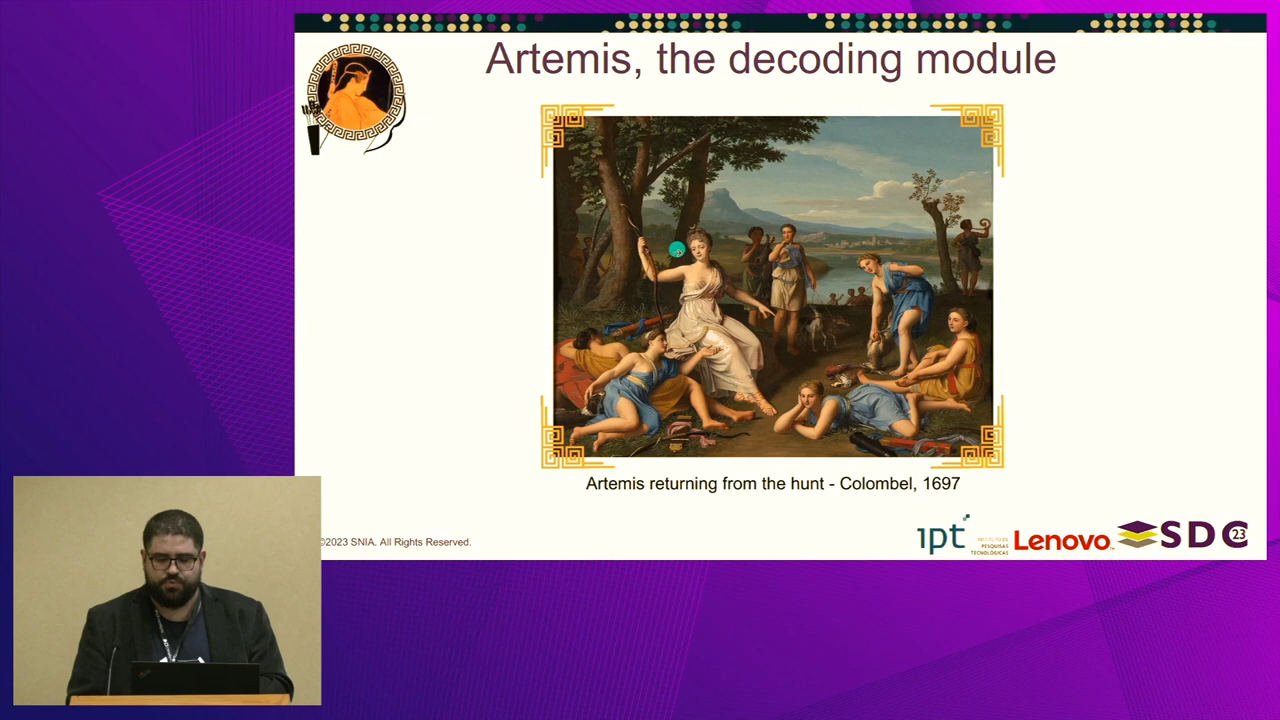 Artemis, the decoding module
Artemis returning from the hunt - Colombel, 1697
©2023 SNIA. All Rights Reserved.
ipt
INSTITUTO DE
PESQUISAS
TECNOLÓGICAS
Lenovo
SDC
23